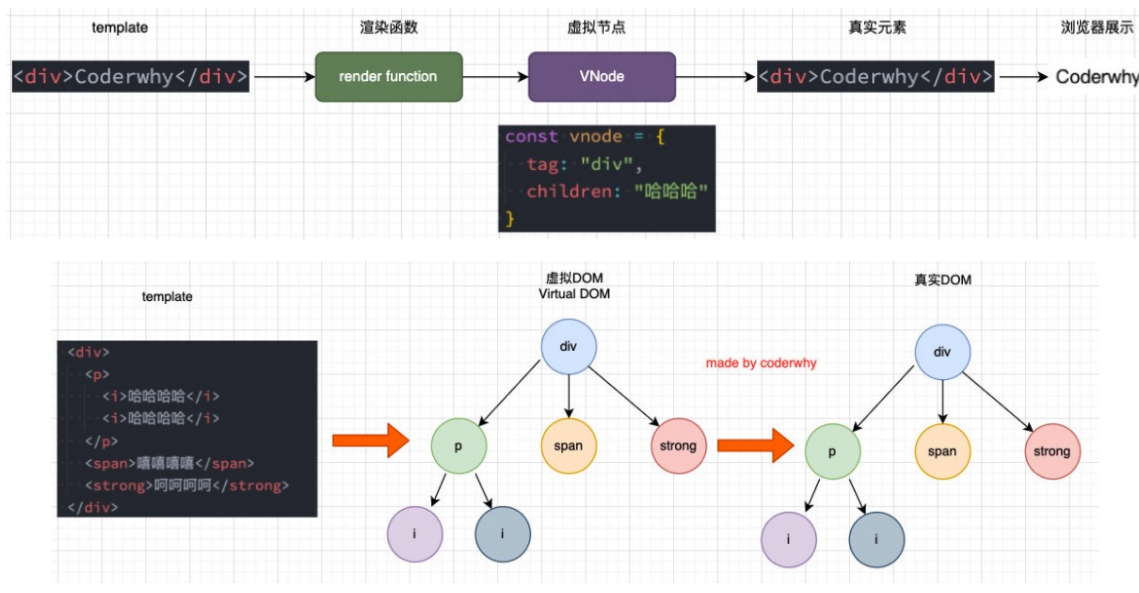 template 渲染函数 虚拟节点 真实元素 浏览器展示
<div>Coderwhy</div> render function VNode <div>Coderwhy</div> Coderwhy
const vnode = {
tag: "div",
children: "哈哈哈"
}
template
虚拟DOM
Virtual DOM
真实DOM
<div>
<p>
<i>哈哈哈哈</i>
<i>哈哈哈哈</i>
</p>
<span>嘻嘻嘻嘻</span>
<strong>呵呵呵呵</strong>
</div>
div
p span strong
i i
made by coderwhy
div
p span strong
i i